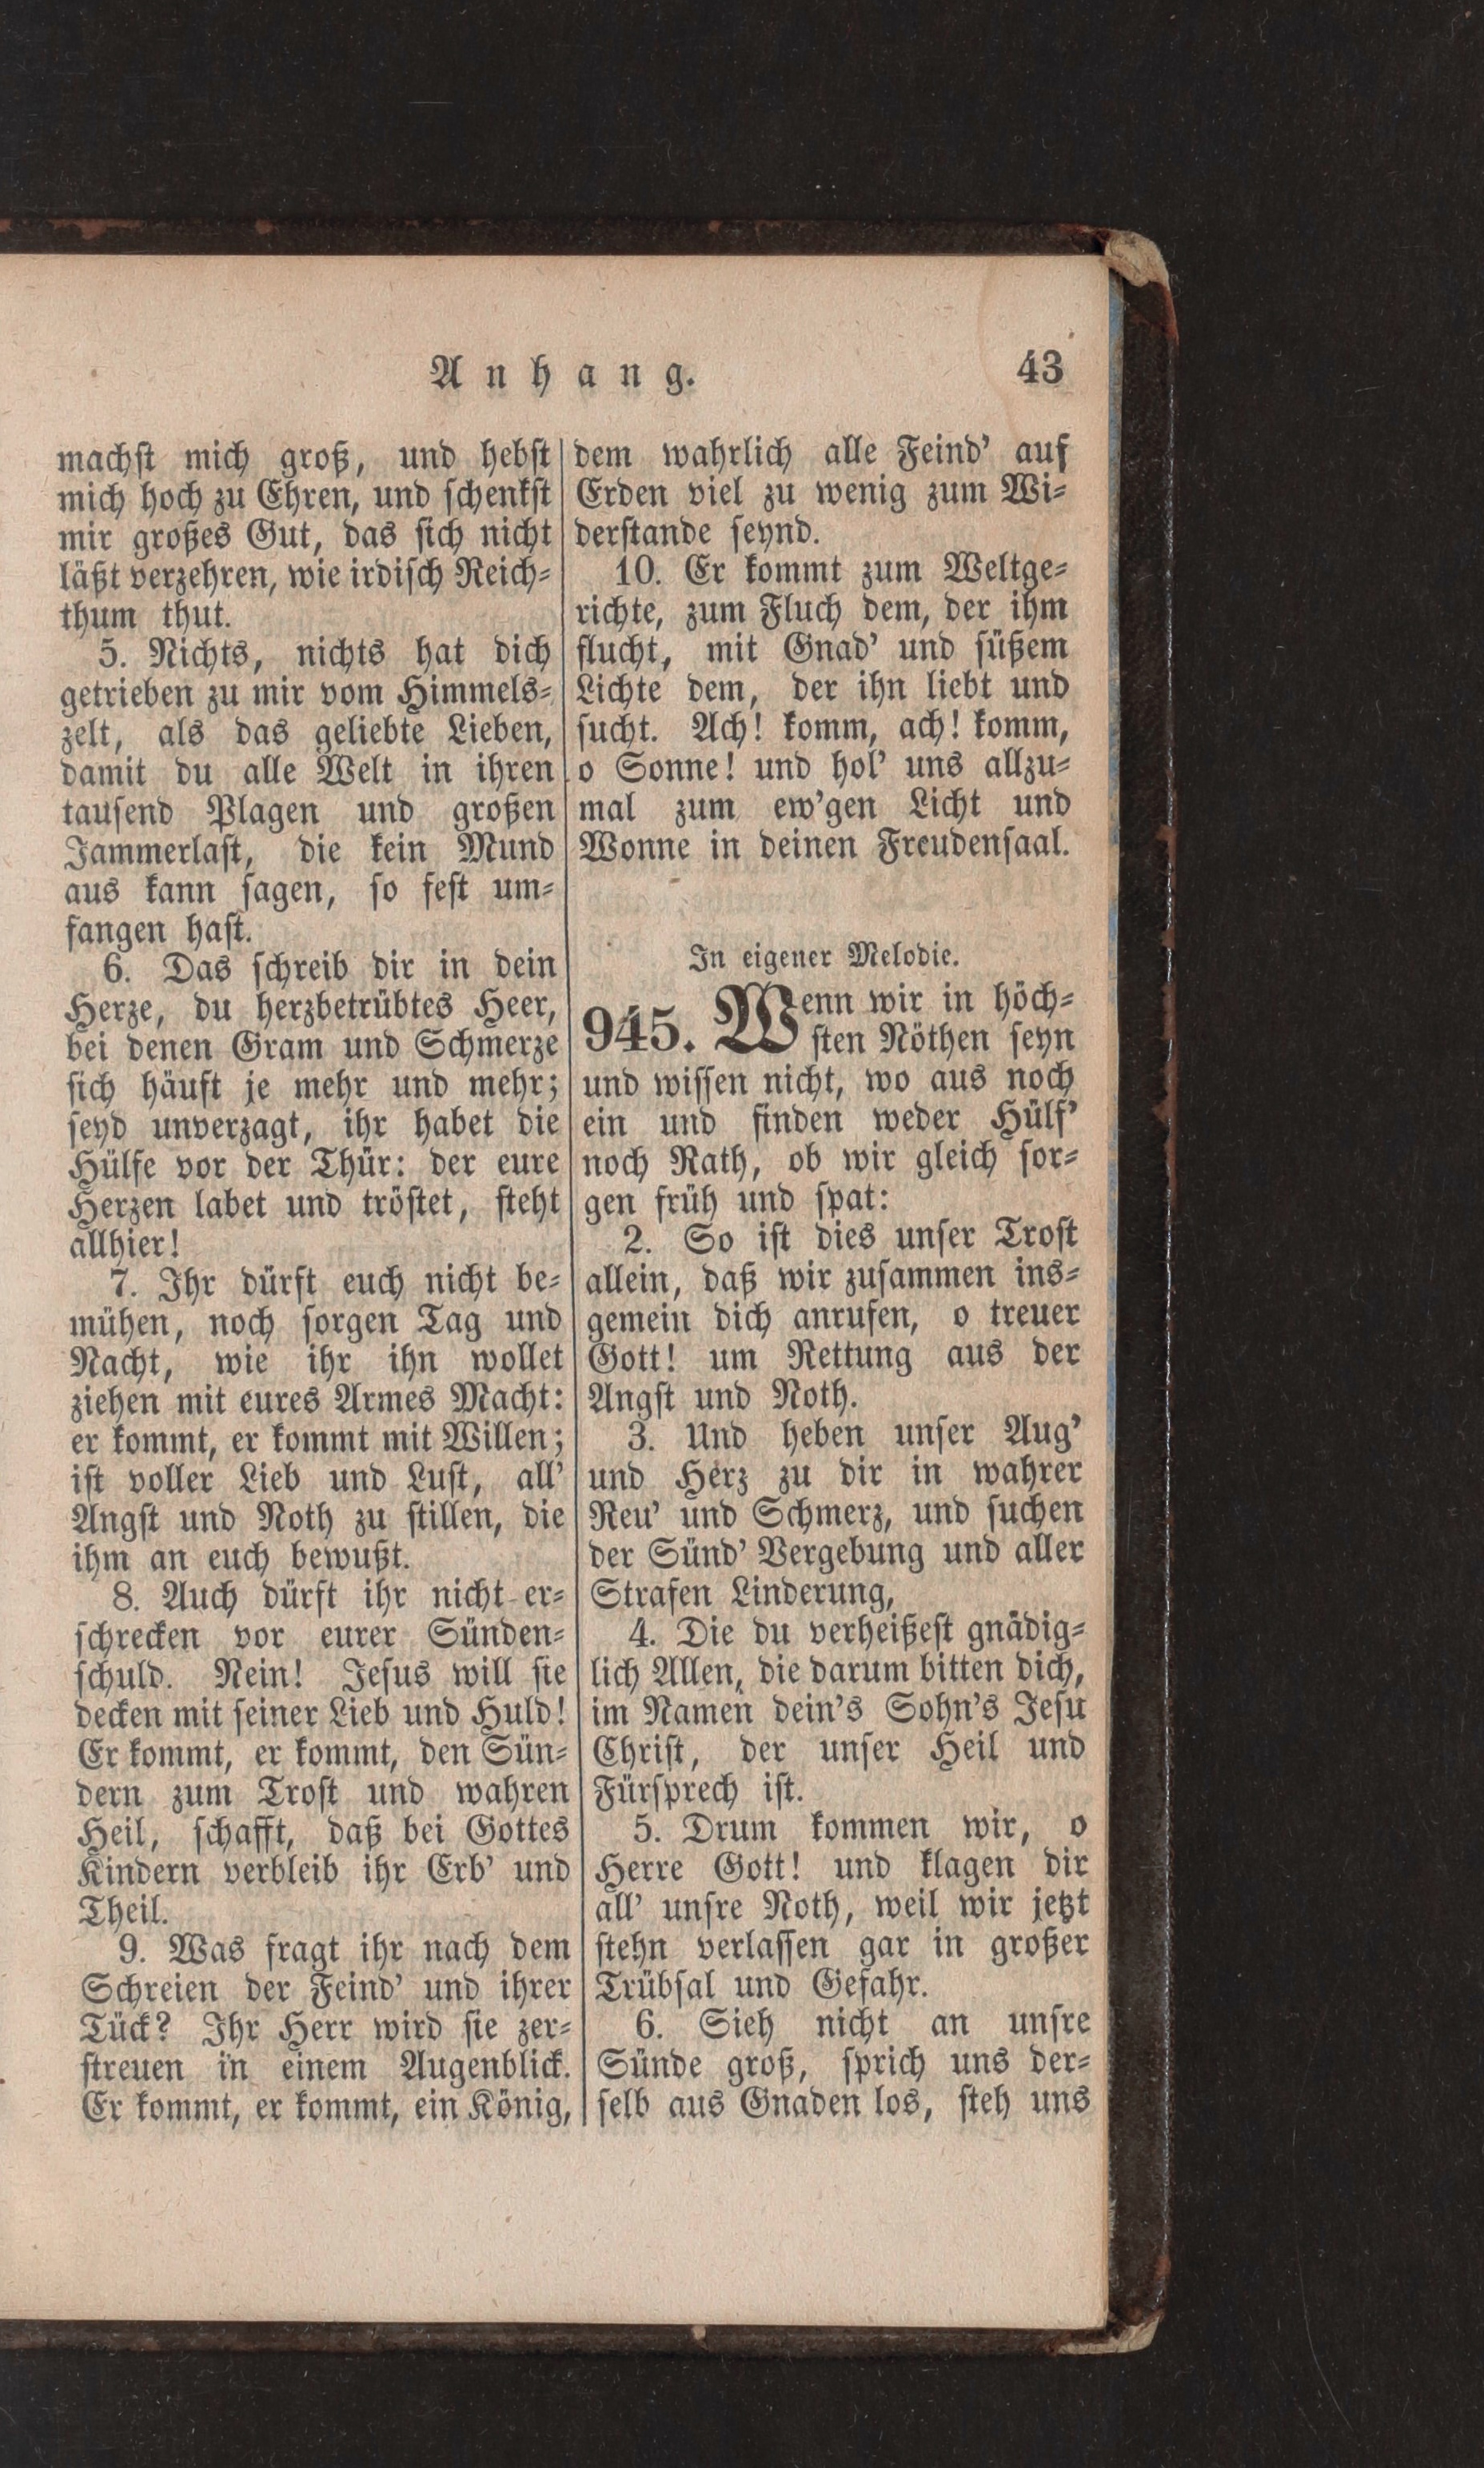 Anhang.
43
machst mich groß, und hebst
mich hoch zu Ehren, und schenkst
mir großes Gut, das sich nicht
läßt verzehren, wie irdisch Reich-
thum thut.
5. Nichts, nichts hat dich
getrieben zu mir vom Himmels-
zelt, als das geliebte Lieben,
damit du alle Welt in ihren
tausend Plagen und großen
Jammerlast, die kein Mund
aus kann sagen, so fest um-
fangen hast.
6. Das schreib dir in dein
Herze, du herzbetrübtes Heer,
bei denen Gram und Schmerze
sich häuft je mehr und mehr;
seyd unverzagt, ihr habet die
Hülfe vor der Thür: der eure
Herzen labet und tröstet, steht
allhier!
7. Ihr dürft euch nicht be-
mühen, noch sorgen Tag und
Nacht, wie ihr ihn wollet
ziehen mit eures Armes Macht:
er kommt, er kommt mit Willen;
ist voller Lieb und Lust, all'
Angst und Noth zu stillen, die
ihm an euch bewußt.
8. Auch dürft ihr nicht er-
schrecken vor eurer Sünden-
schuld. Nein! Jesus will sie
decken mit seiner Lieb und Huld!
Er kommt, er kommt, den Sün-
dern zum Trost und wahren
Heil, schafft, daß bei Gottes
Kindern verbleib ihr Erb' und
Theil.
9. Was fragt ihr nach dem
Schreien der Feind' und ihrer
Tück? Ihr Herr wird sie zer-
streuen in einem Augenblick.
Er kommt, er kommt, ein König,
dem wahrlich alle Feind' auf
Erden viel zu wenig zum Wi-
derstande seynd.
10. Er kommt zum Weltge-
richte, zum Fluch dem, der ihm
flucht, mit Gnad' und süßem
Lichte dem, der ihn liebt und
sucht. Ach! komm, ach! komm,
o Sonne! und hol' uns allzu-
mal zum ew'gen Licht und
Wonne in deinen Freudensaal.
In eigener Melodie.
945. Wenn wir in höch-
sten Nöthen seyn
und wissen nicht, wo aus noch
ein und finden weder Hülf'
noch Rath, ob wir gleich sor-
gen früh und spat:
2. So ist dies unser Trost
allein, daß wir zusammen ins-
gemein dich anrufen, o treuer
Gott! um Rettung aus der
Angst und Noth.
3. Und heben unser Aug'
und Herz zu dir in wahrer
Reu' und Schmerz, und suchen
der Sünd' Vergebung und aller
Strafen Linderung,
4. Die du verheißest gnädig-
lich Allen, die darum bitten dich,
im Namen dein's Sohn's Jesu
Christ, der unser Heil und
Fürsprech ist.
5. Drum kommen wir, o
Herre Gott! und klagen dir
all' unsre Noth, weil wir jetzt
stehn verlassen gar in großer
Trübsal und Gefahr.
6. Sieh nicht an unsre
Sünde groß, sprich uns der-
selb aus Gnaden los, steh uns